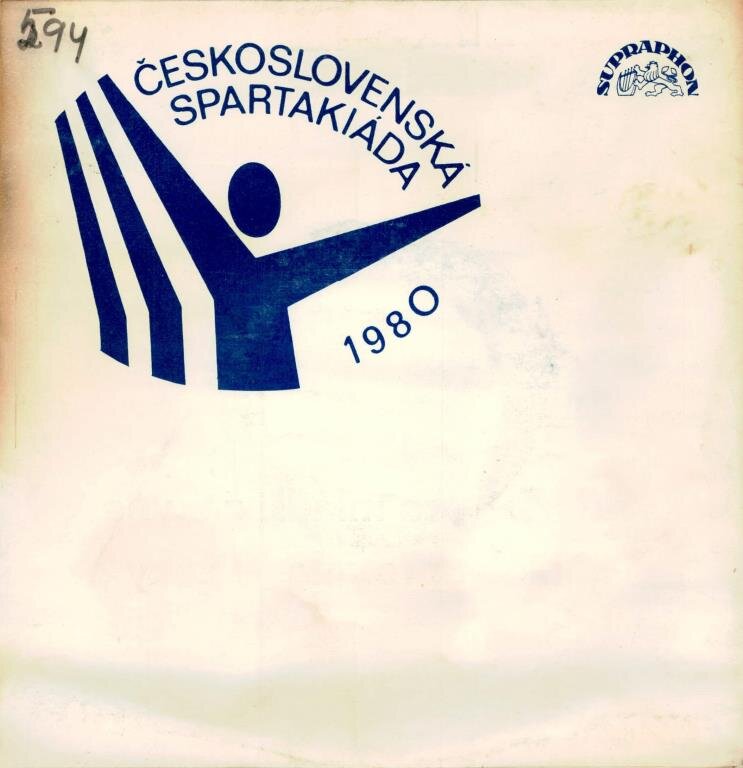 594
ČESKOSLOVENSKÁ
SPARTAKIÁDA
1980
SUPRAPHON